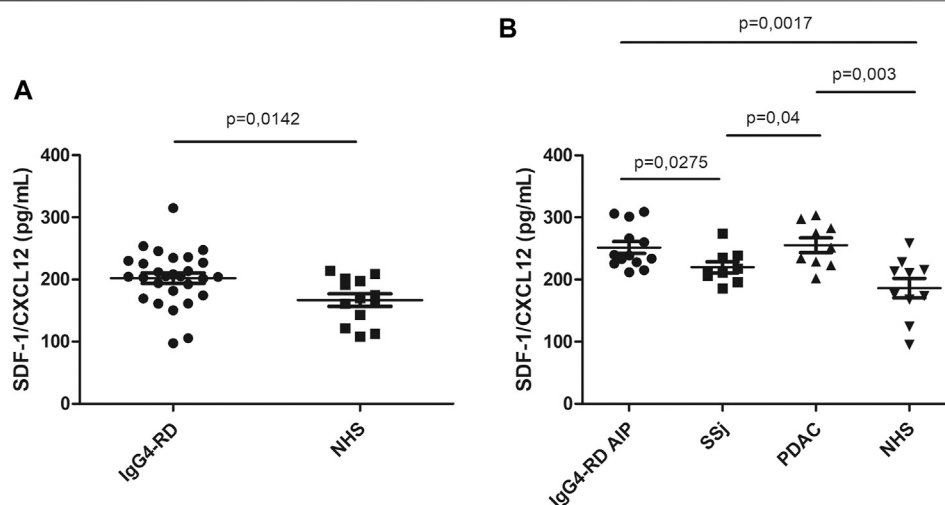 A
p=0,0142
SDF-1/CXCL12 (pg/mL)
400
300
200
100
0
IgG4-RD
NHS
B
p=0,0017
p=0,003
p=0,04
p=0,0275
SDF-1/CXCL12 (pg/mL)
400
300
200
100
0
IgG4-RD AIP
SSj
PDAC
NHS